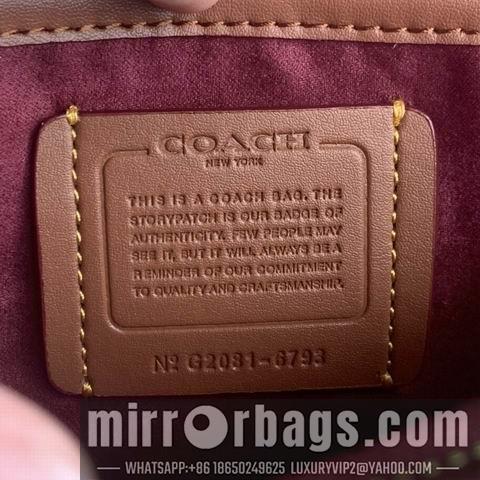 COACH
NEW YORK
THIS IS A COACH BAG. THE
STORYPATCH IS OUR BADGE OF
AUTHENTICITY. FEW PEOPLE MAY
SEE IT, BUT IT WILL ALWAYS BE A
REMINDER OF OUR COMMITMENT
TO QUALITY AND CRAFTSMANSHIP.
Nº G2081-6793
mirrorbags.com
WHATSAPP:+86 18650249625 LUXURYVIP2@YAHOO.COM